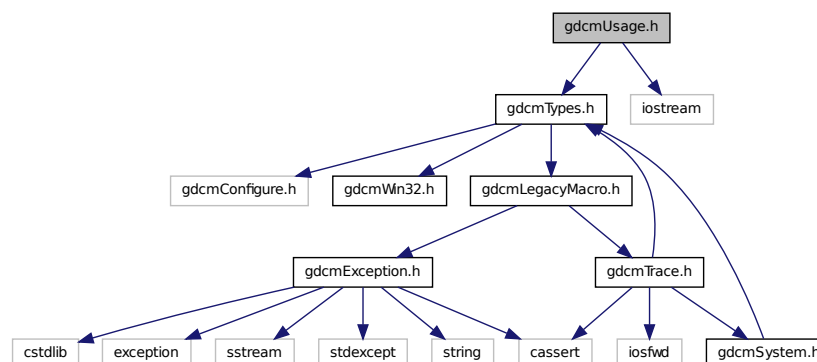 gdcmUsage.h
gdcmTypes.h
iostream
gdcmConfigure.h
gdcmWin32.h
gdcmLegacyMacro.h
gdcmException.h
gdcmTrace.h
cstdlib
exception
sstream
stdexcept
string
cassert
iosfwd
gdcmSystem.h